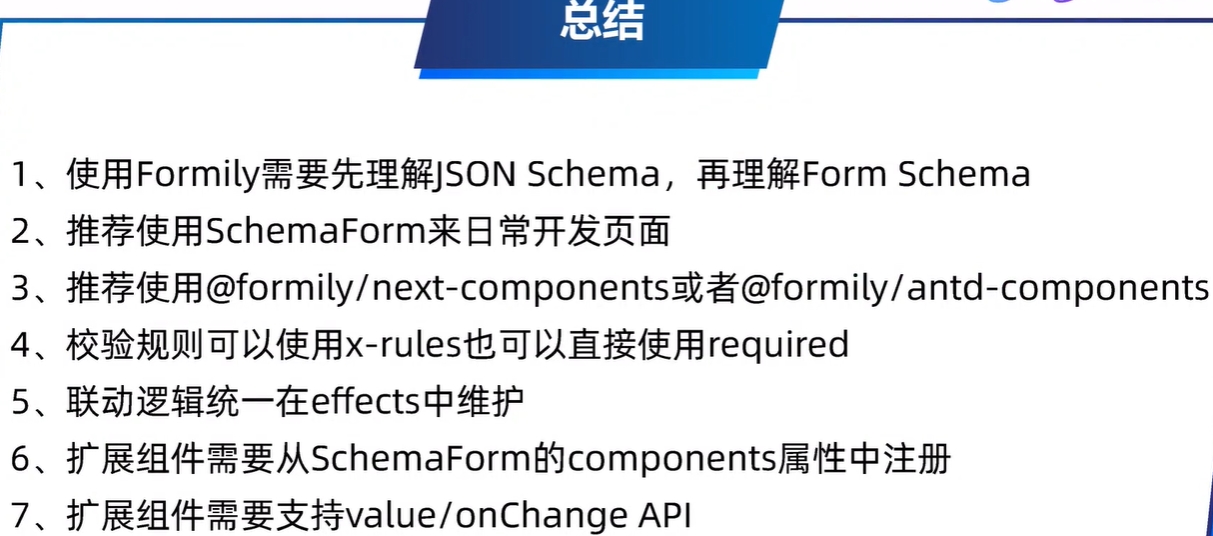 总结
1、使用Formily需要先理解JSON Schema，再理解Form Schema
2、推荐使用SchemaForm来日常开发页面
3、推荐使用@formily/next-components或者@formily/antd-components
4、校验规则可以使用x-rules也可以直接使用required
5、联动逻辑统一在effects中维护
6、扩展组件需要从SchemaForm的components属性中注册
7、扩展组件需要支持value/onChange API